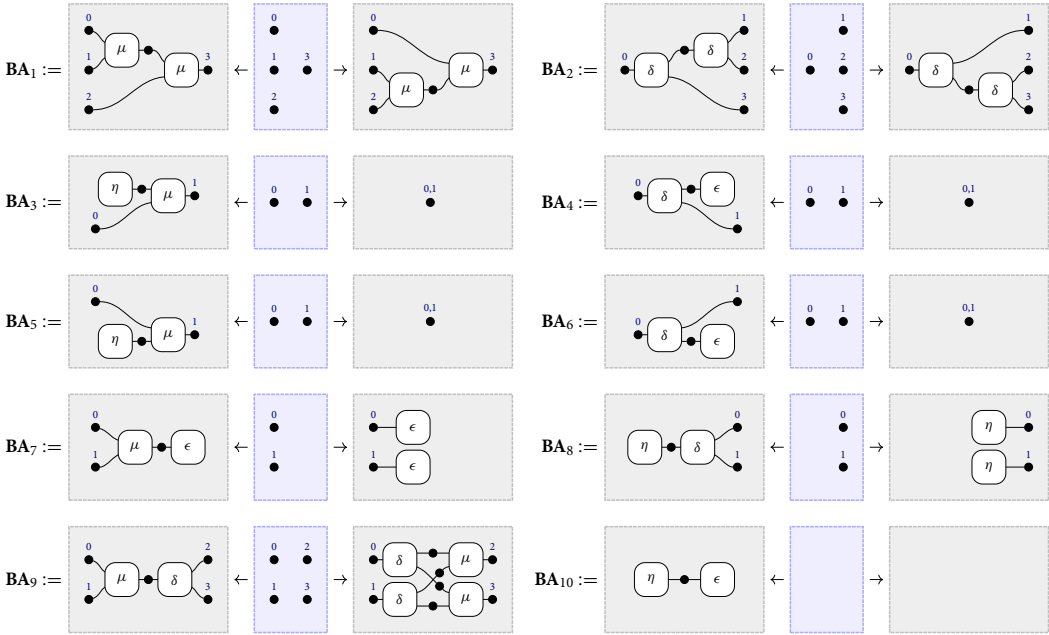 0 0 0
1 μ 1 3 1 μ
BA₁ := μ 3 ← → μ 3
2 2 2
1 1 1
BA₂ := 0 δ δ 2 ← 0 2 → 0 δ δ 2
3 3 3
BA₃ := η μ 1 ← 0 1 → 0,1
0
BA₄ := 0 δ ϵ ← 0 1 → 0,1
1
0
BA₅ := η μ 1 ← 0 1 → 0,1
1
BA₆ := 0 δ ϵ ← 0 1 → 0,1
0 0 0 ϵ
BA₇ := μ ϵ ← →
1 1 1 ϵ
0 0 η 0
BA₈ := η δ ← →
1 1 η 1
0 2 0 2 0 δ μ 2
BA₉ := μ δ ← →
1 3 1 3 1 δ μ 3
BA₁₀ := η ϵ ← →